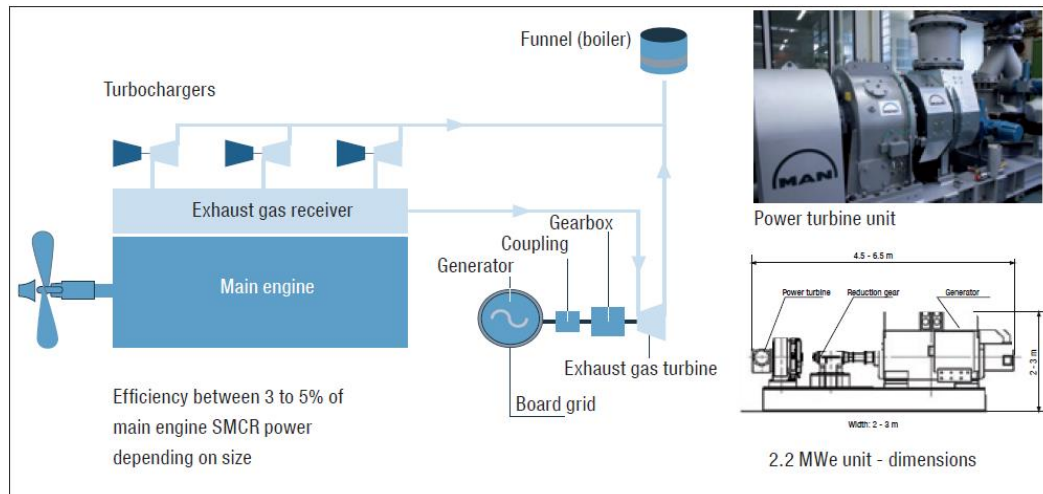 Funnel (boiler)
Turbochargers
Exhaust gas receiver
Main engine
Gearbox
Coupling
Generator
Exhaust gas turbine
Board grid
Efficiency between 3 to 5% of
main engine SMCR power
depending on size
MAN
Power turbine unit
4.5 - 6.5 m
Power turbine
Reduction gear
Generator
2 - 3 m
Width: 2 - 3 m
2.2 MWe unit - dimensions